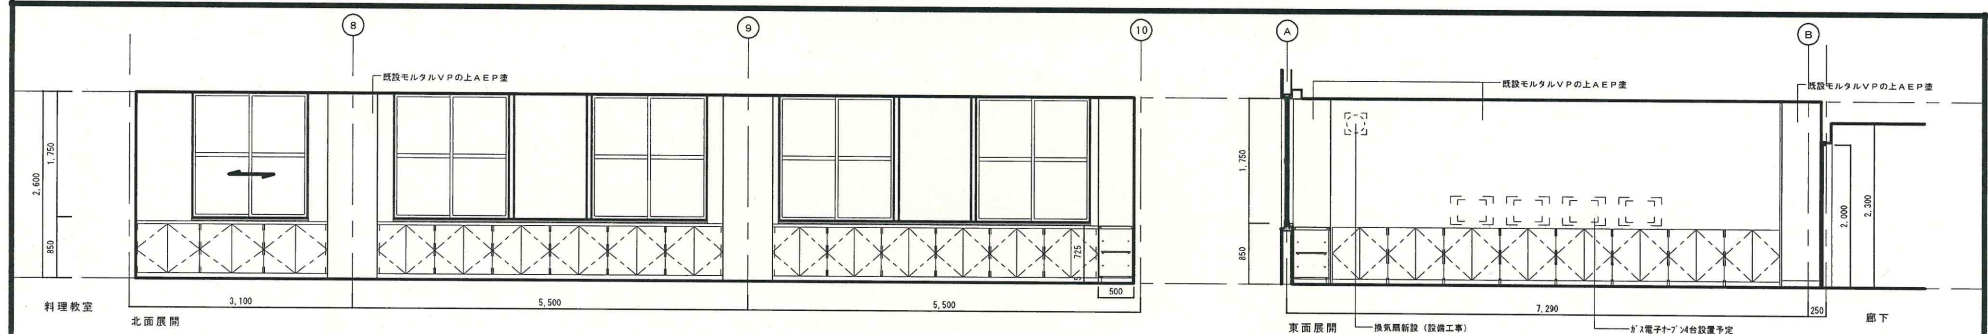 8
9
10
A
B
既設モルタルVPの上AEP塗
既設モルタルVPの上AEP塗
既設モルタルVPの上AEP塗
2,600
1,750
850
725
500
3,100
5,500
5,500
料理教室
北面展開
1,750
850
2,000
2,300
7,290
250
東面展開
換気扇新設（設備工事）
ガス電子オーブン4台設置予定
廊下